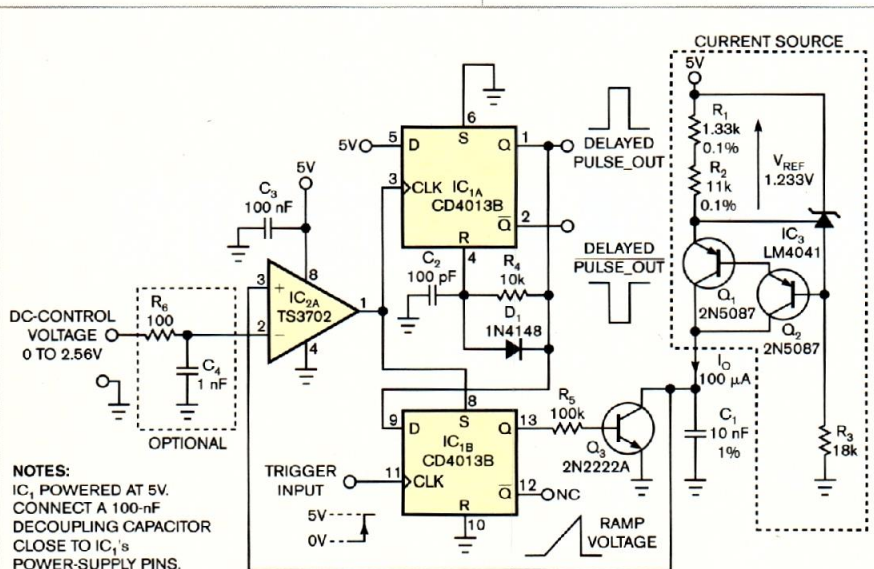 CURRENT SOURCE
5V
R1
1.33k
0.1%
R2
11k
0.1%
VREF
1.233V
IC3
LM4041
Q1
2N5087
Q2
2N5087
IO
100 µA
C1
10 nF
1%
R3
18k
6
S
5V
5
D
Q
1
DELAYED
PULSE_OUT
3
CLK
IC1A
CD4013B
Q
2
R
4
DELAYED
PULSE_OUT
C3
100 nF
5V
C2
100 pF
R4
10k
D1
1N4148
3
+
8
IC2A
TS3702
1
2
−
4
DC-CONTROL
VOLTAGE
0 TO 2.56V
R6
100
C4
1 nF
OPTIONAL
8
S
9
D
Q
13
IC1B
CD4013B
R5
100k
Q3
2N2222A
TRIGGER
INPUT
11
CLK
Q
12
NC
R
10
5V
0V
RAMP
VOLTAGE
NOTES:
IC1 POWERED AT 5V.
CONNECT A 100-nF
DECOUPLING CAPACITOR
CLOSE TO IC1's
POWER-SUPPLY PINS.